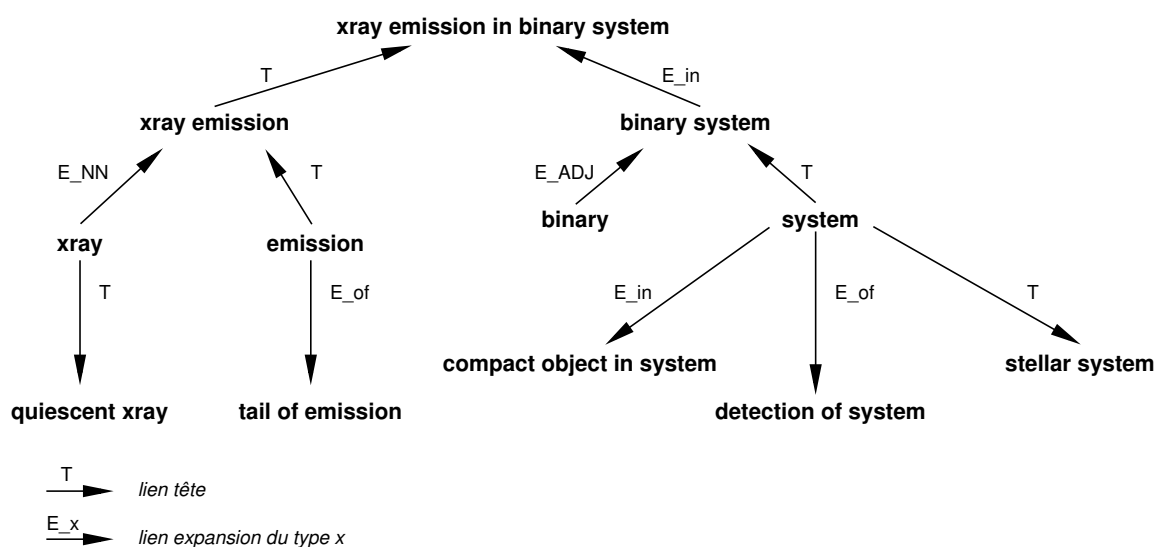 xray emission in binary system
T
E_in
xray emission
binary system
E_NN
T
E_ADJ
T
xray
emission
binary
system
T
E_of
E_in
E_of
T
compact object in system
stellar system
quiescent xray
tail of emission
detection of system
T
lien tête
E_x
lien expansion du type x